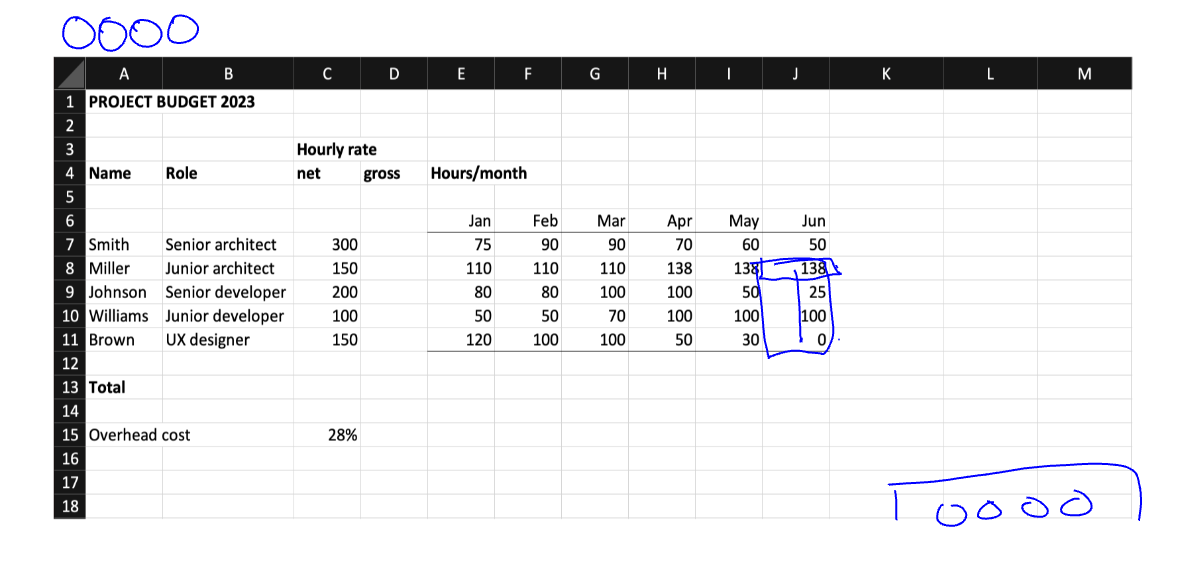 0000
A B C D E F G H I J K L M
1 PROJECT BUDGET 2023
2
3 Hourly rate
4 Name Role net gross Hours/month
5
6 Jan Feb Mar Apr May Jun
7 Smith Senior architect 300 75 90 90 70 60 50
8 Miller Junior architect 150 110 110 110 138 138 138
9 Johnson Senior developer 200 80 80 100 100 50 25
10 Williams Junior developer 100 50 50 70 100 100 100
11 Brown UX designer 150 120 100 100 50 30 0
12
13 Total
14
15 Overhead cost 28%
16
17
18
0000